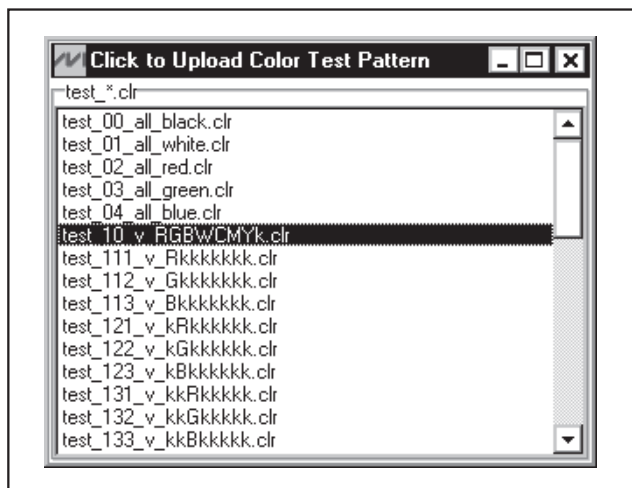 Click to Upload Color Test Pattern
test_*.clr
test_00_all_black.clr
test_01_all_white.clr
test_02_all_red.clr
test_03_all_green.clr
test_04_all_blue.clr
test_10_v_RGBWCMYk.clr
test_111_v_Rkkkkkkk.clr
test_112_v_Gkkkkkkk.clr
test_113_v_Bkkkkkkk.clr
test_121_v_kRkkkkkk.clr
test_122_v_kGkkkkkk.clr
test_123_v_kBkkkkkk.clr
test_131_v_kkRkkkkk.clr
test_132_v_kkGkkkkk.clr
test_133_v_kkBkkkkk.clr